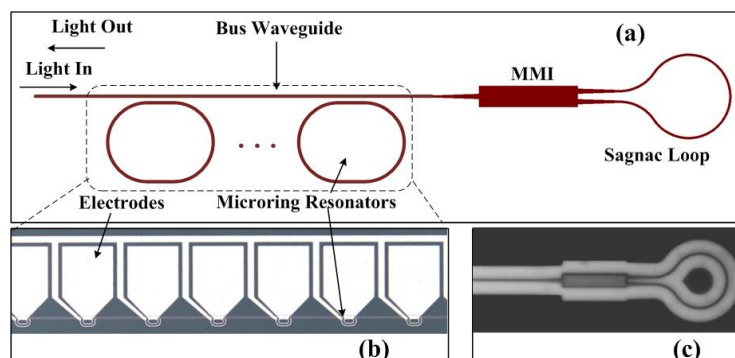 Light Out
Bus Waveguide
(a)
Light In
MMI
Sagnac Loop
Electrodes
Microring Resonators
(b)
(c)